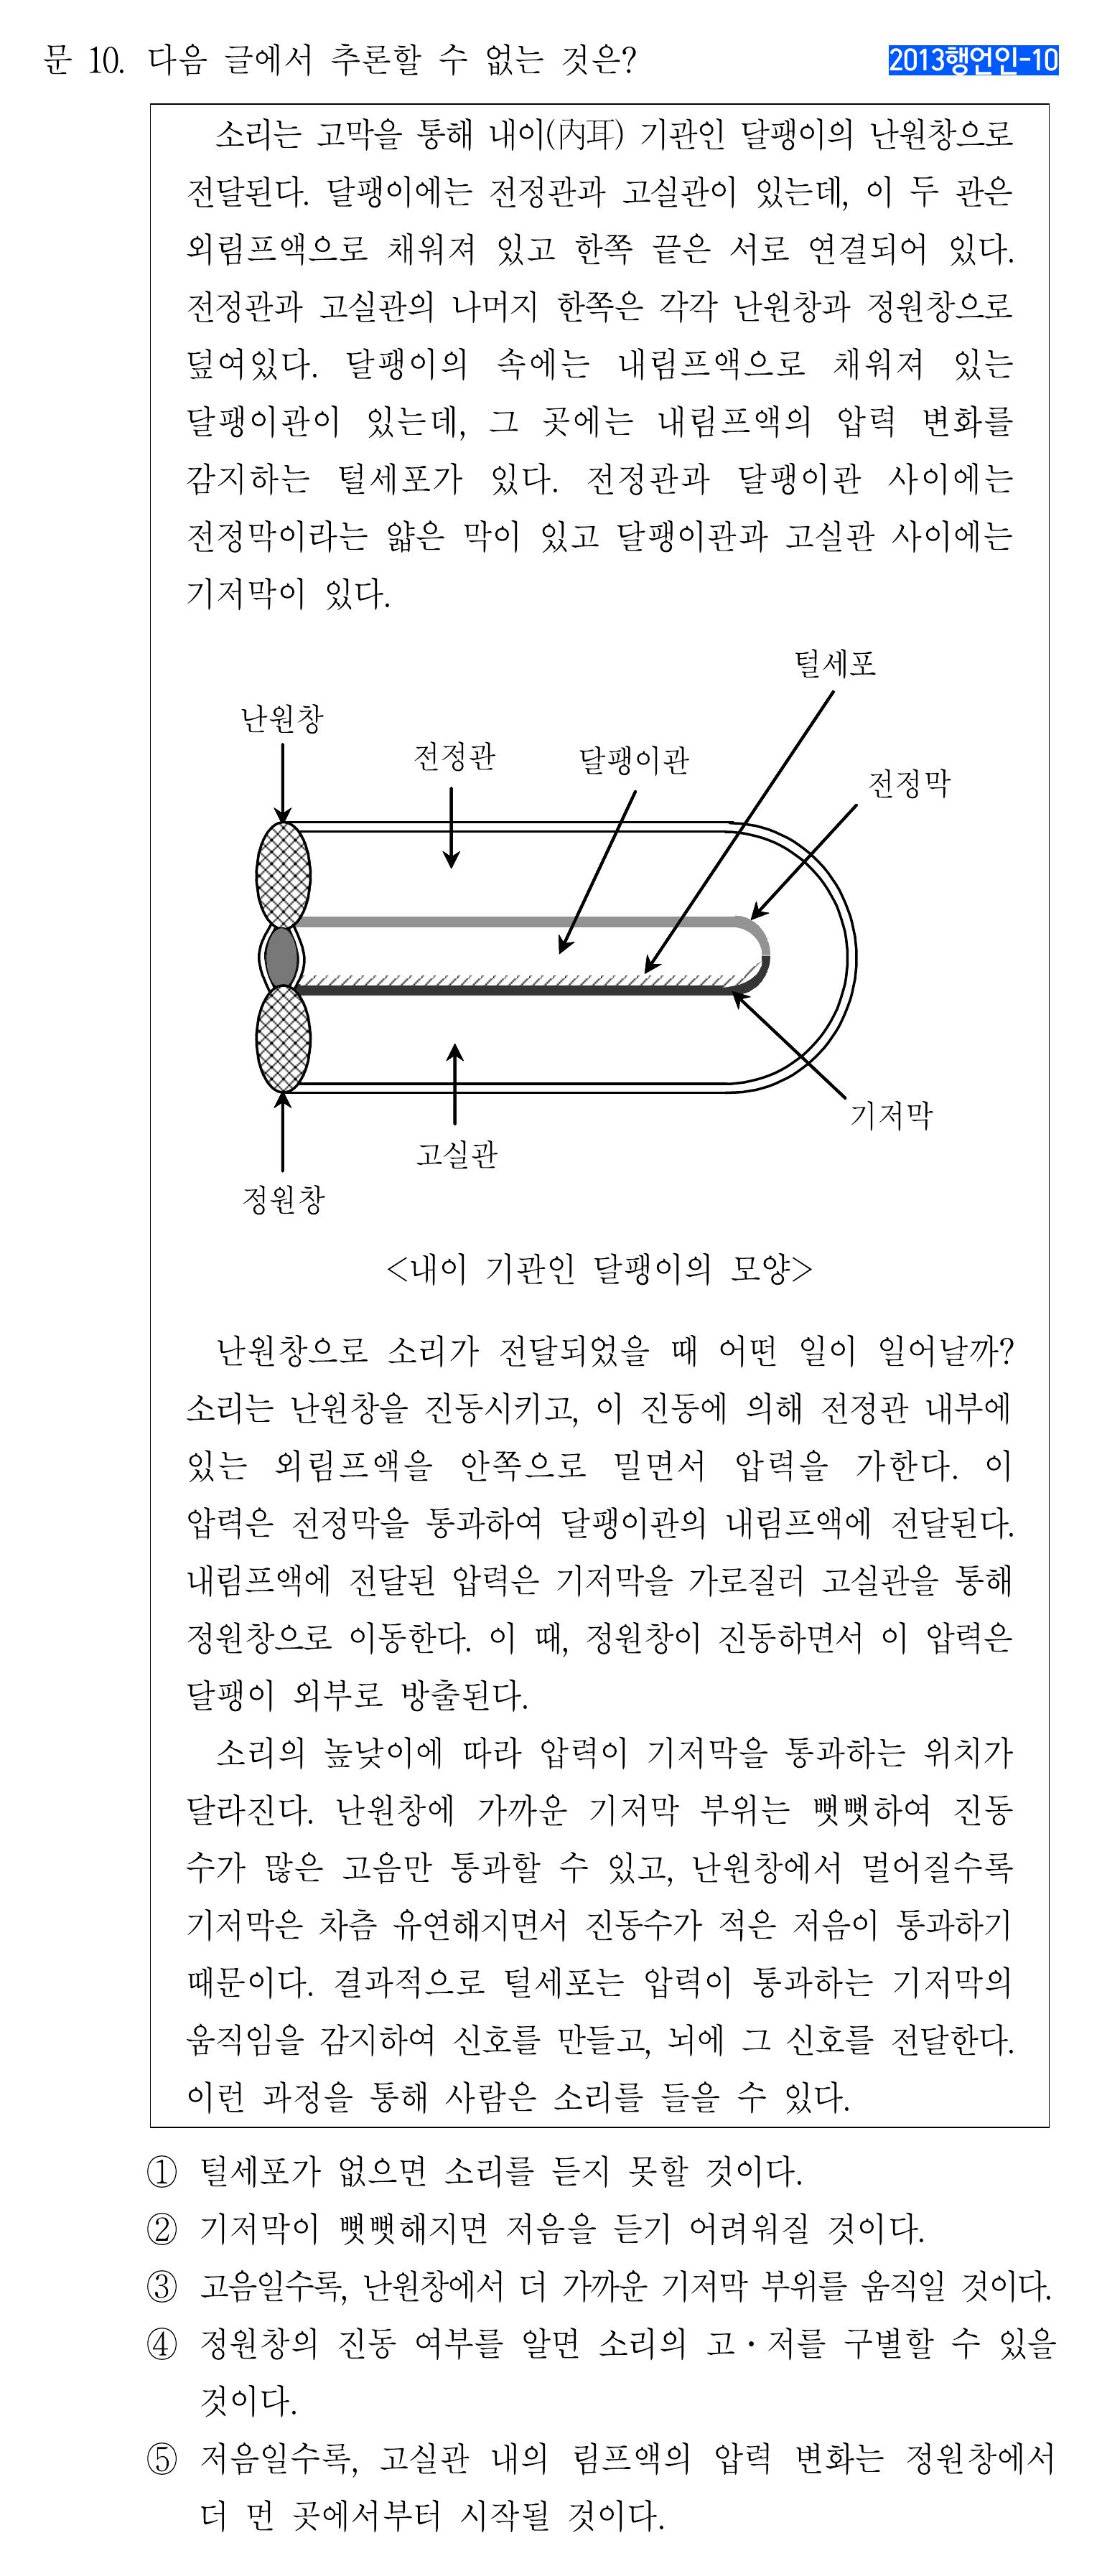 문 10. 다음 글에서 추론할 수 없는 것은?
2013행언인-10
소리는 고막을 통해 내이(內耳) 기관인 달팽이의 난원창으로
전달된다. 달팽이에는 전정관과 고실관이 있는데, 이 두 관은
외림프액으로 채워져 있고 한쪽 끝은 서로 연결되어 있다.
전정관과 고실관의 나머지 한쪽은 각각 난원창과 정원창으로
덮여있다. 달팽이의 속에는 내림프액으로 채워져 있는
달팽이관이 있는데, 그 곳에는 내림프액의 압력 변화를
감지하는 털세포가 있다. 전정관과 달팽이관 사이에는
전정막이라는 얇은 막이 있고 달팽이관과 고실관 사이에는
기저막이 있다.
털세포
난원창
전정관
달팽이관
전정막
기저막
고실관
정원창
<내이 기관인 달팽이의 모양>
난원창으로 소리가 전달되었을 때 어떤 일이 일어날까?
소리는 난원창을 진동시키고, 이 진동에 의해 전정관 내부에
있는 외림프액을 안쪽으로 밀면서 압력을 가한다. 이
압력은 전정막을 통과하여 달팽이관의 내림프액에 전달된다.
내림프액에 전달된 압력은 기저막을 가로질러 고실관을 통해
정원창으로 이동한다. 이 때, 정원창이 진동하면서 이 압력은
달팽이 외부로 방출된다.
소리의 높낮이에 따라 압력이 기저막을 통과하는 위치가
달라진다. 난원창에 가까운 기저막 부위는 뻣뻣하여 진동
수가 많은 고음만 통과할 수 있고, 난원창에서 멀어질수록
기저막은 차츰 유연해지면서 진동수가 적은 저음이 통과하기
때문이다. 결과적으로 털세포는 압력이 통과하는 기저막의
움직임을 감지하여 신호를 만들고, 뇌에 그 신호를 전달한다.
이런 과정을 통해 사람은 소리를 들을 수 있다.
① 털세포가 없으면 소리를 듣지 못할 것이다.
② 기저막이 뻣뻣해지면 저음을 듣기 어려워질 것이다.
③ 고음일수록, 난원창에서 더 가까운 기저막 부위를 움직일 것이다.
④ 정원창의 진동 여부를 알면 소리의 고·저를 구별할 수 있을
것이다.
⑤ 저음일수록, 고실관 내의 림프액의 압력 변화는 정원창에서
더 먼 곳에서부터 시작될 것이다.